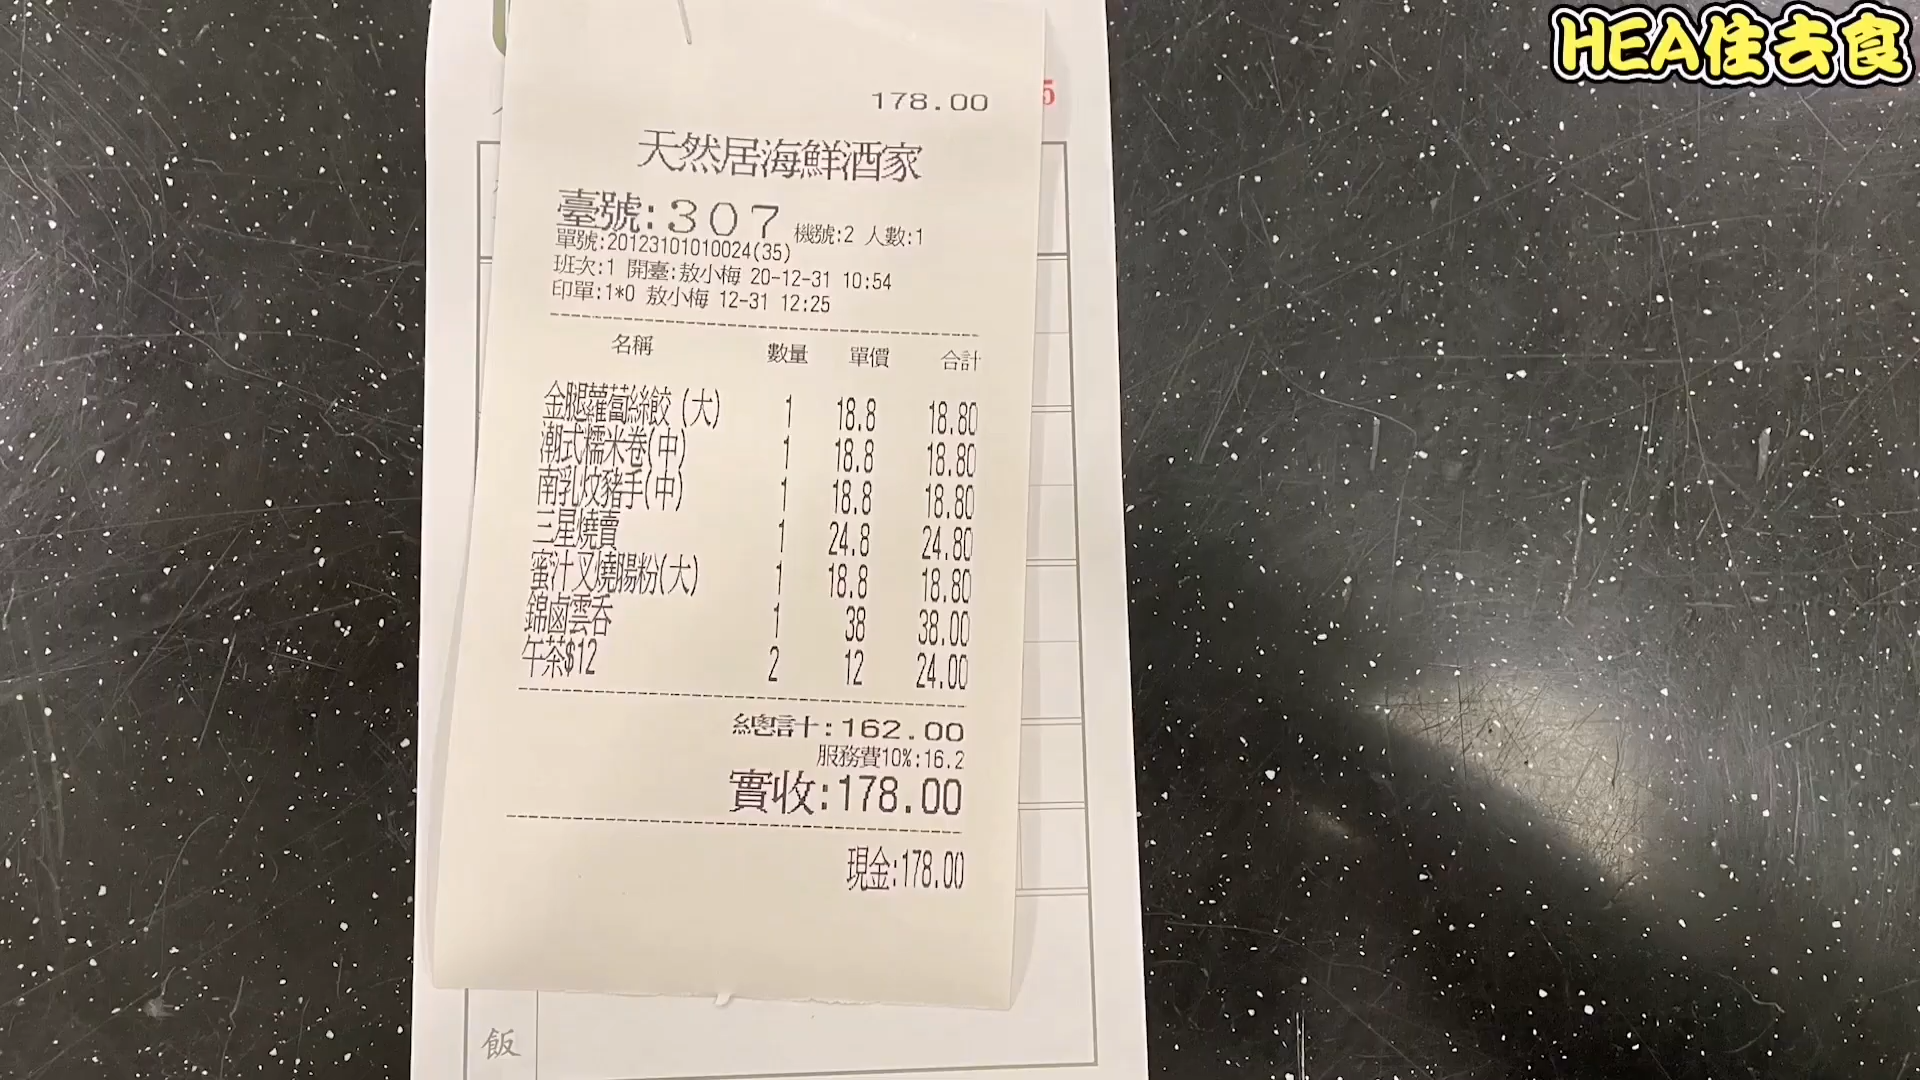 HEA住去食
5
178.00
天然居海鮮酒家
臺號:307 機號:2 人數:1
單號:20123101010024(35)
班次:1 開臺:敖小梅 20-12-31 10:54
印單:1*0 敖小梅 12-31 12:25
名稱 數量 單價 合計
金腿蘿蔔絲餃(大) 1 18.8 18.80
潮式糯米卷(中) 1 18.8 18.80
南乳炆豬手(中) 1 18.8 18.80
三星燒賣 1 24.8 24.80
蜜汁叉燒腸粉(大) 1 18.8 18.80
錦鹵雲吞 1 38 38.00
午茶$12 2 12 24.00
總計:162.00
服務費10%:16.2
實收:178.00
現金:178.00
飯